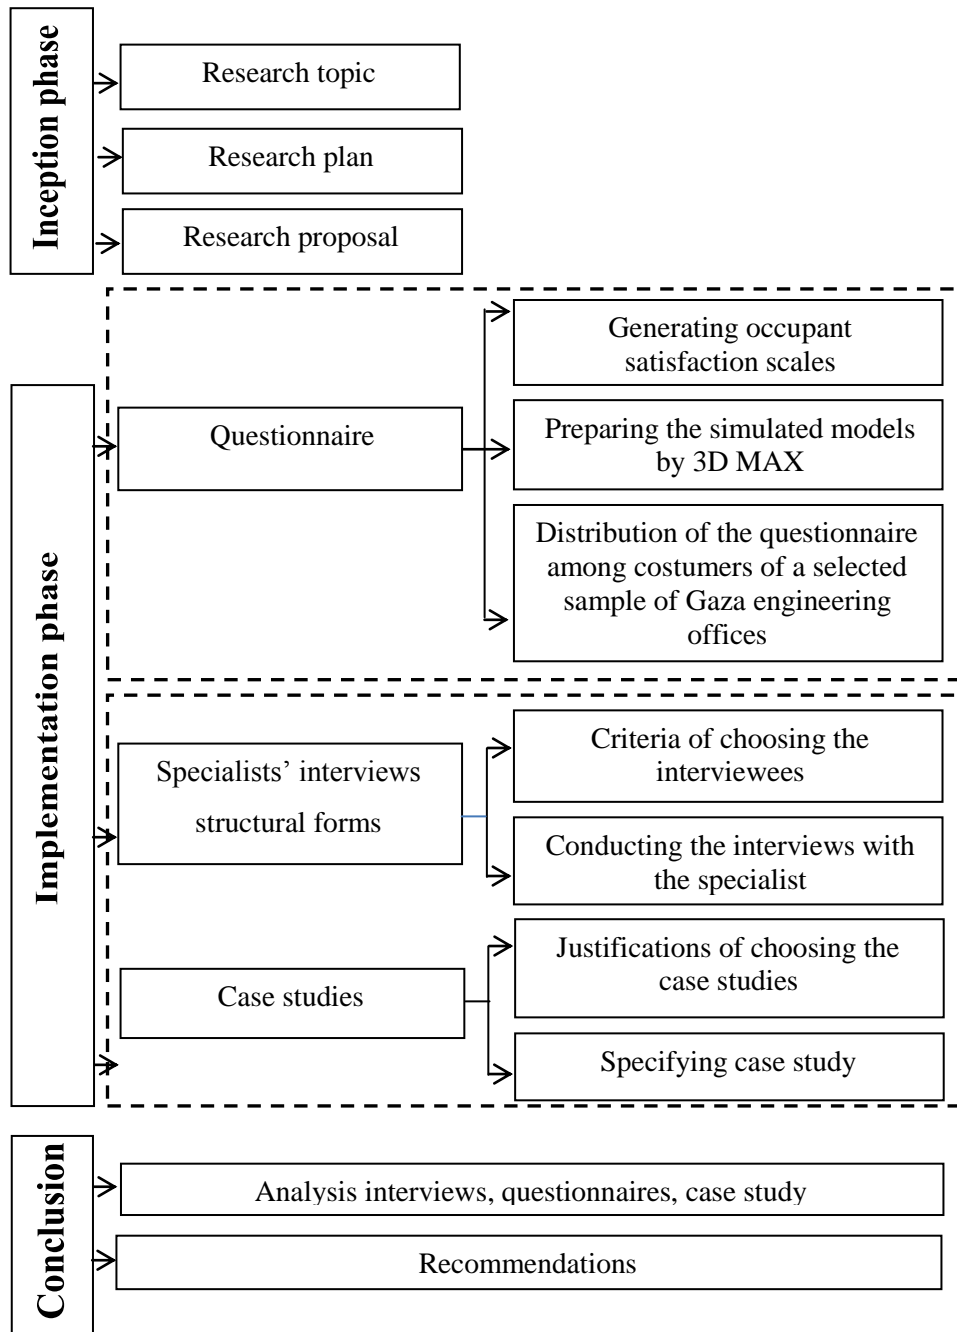 Inception phase
Research topic
Research plan
Research proposal
Implementation phase
Questionnaire
Generating occupant
satisfaction scales
Preparing the simulated models
by 3D MAX
Distribution of the questionnaire
among costumers of a selected
sample of Gaza engineering
offices
Specialists’ interviews
structural forms
Criteria of choosing the
interviewees
Conducting the interviews with
the specialist
Case studies
Justifications of choosing the
case studies
Specifying case study
Conclusion
Analysis interviews, questionnaires, case study
Recommendations